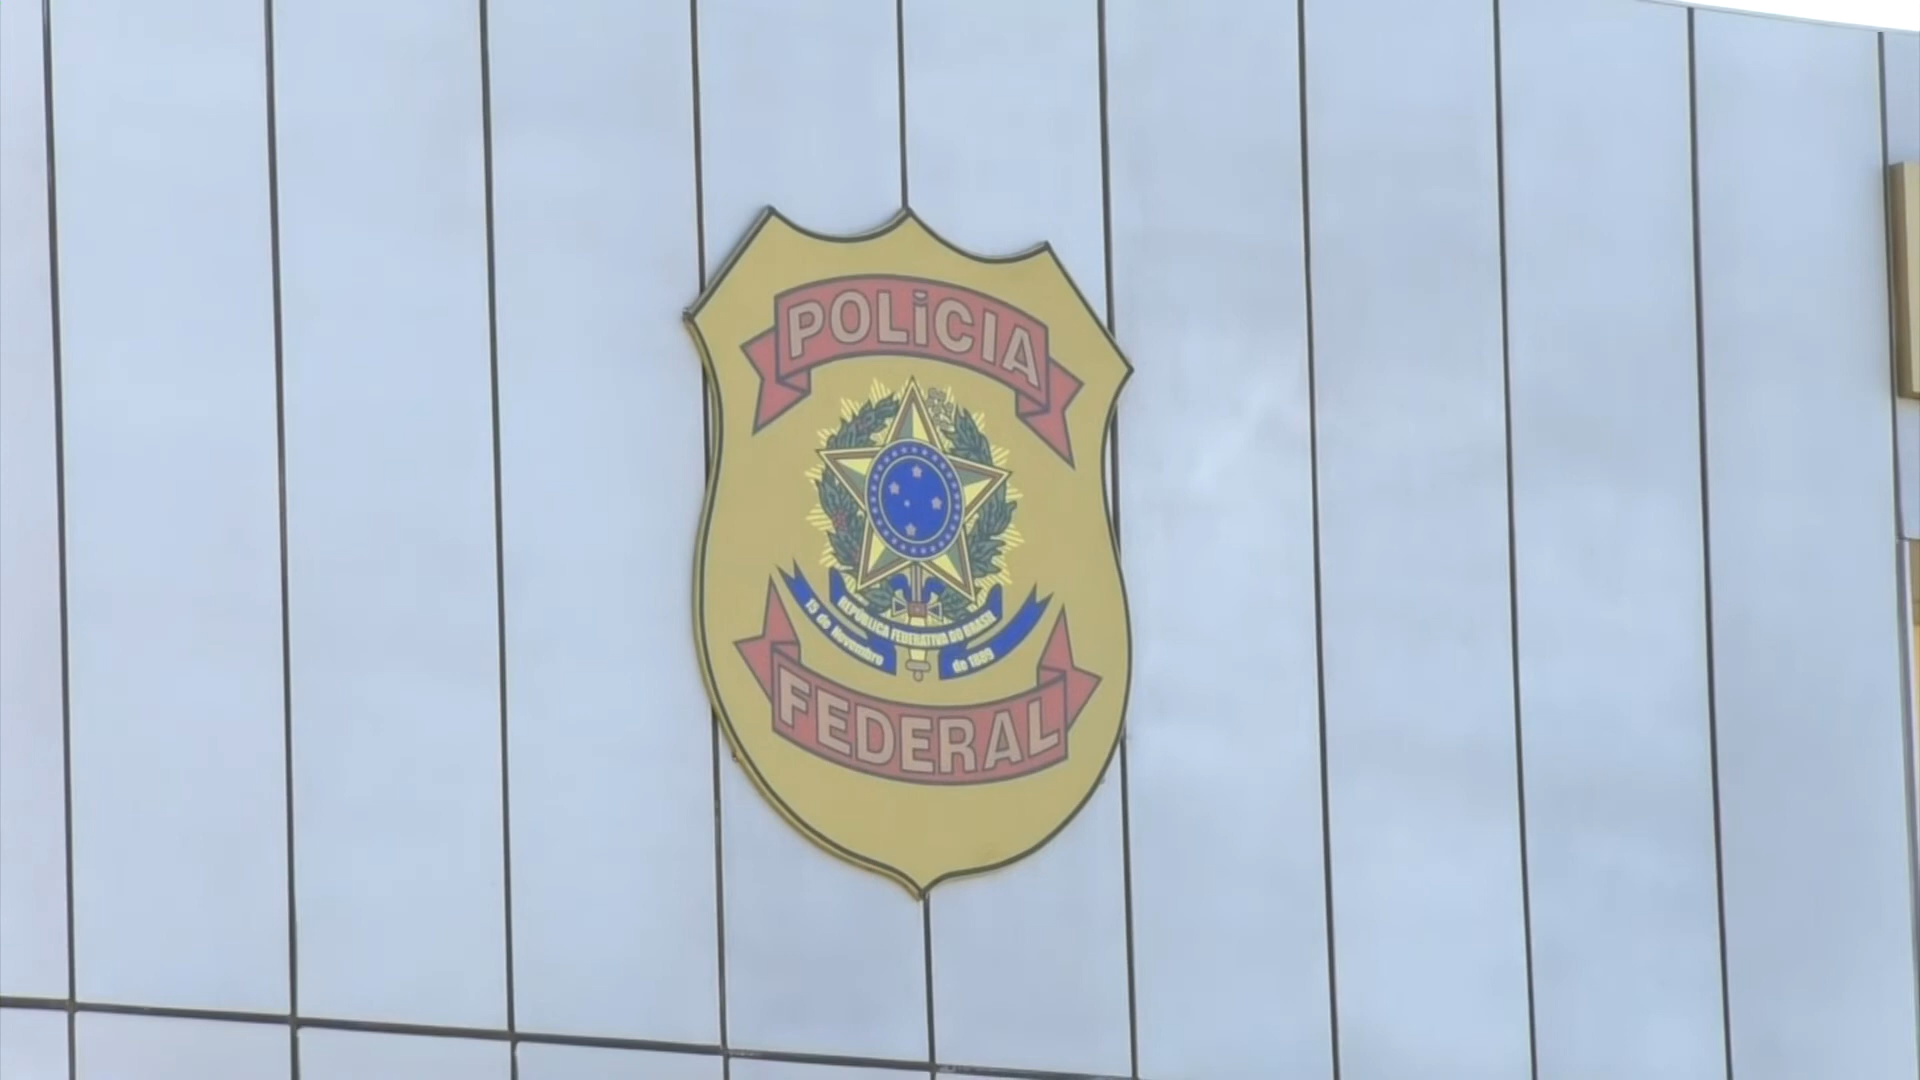 POLÍCIA
REPÚBLICA FEDERATIVA DO BRASIL
15 de Novembro
de 1889
FEDERAL